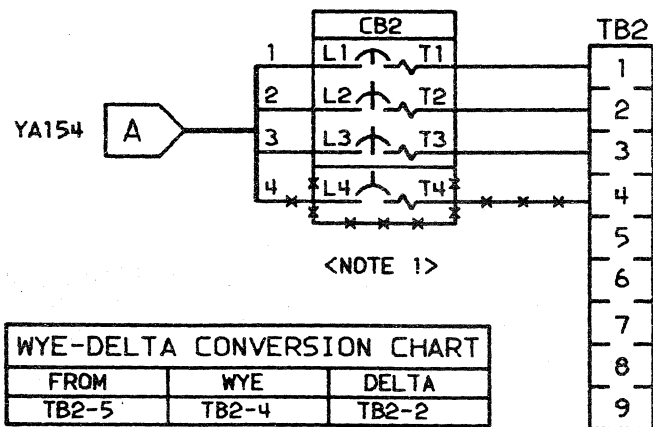 CB2
TB2
1 L1 T1 1
2 L2 T2 2
YA154 A
3 L3 T3 3
4 L4 T4 4
5
<NOTE 1>
6
7
WYE-DELTA CONVERSION CHART
8
FROM WYE DELTA
TB2-5 TB2-4 TB2-2
9